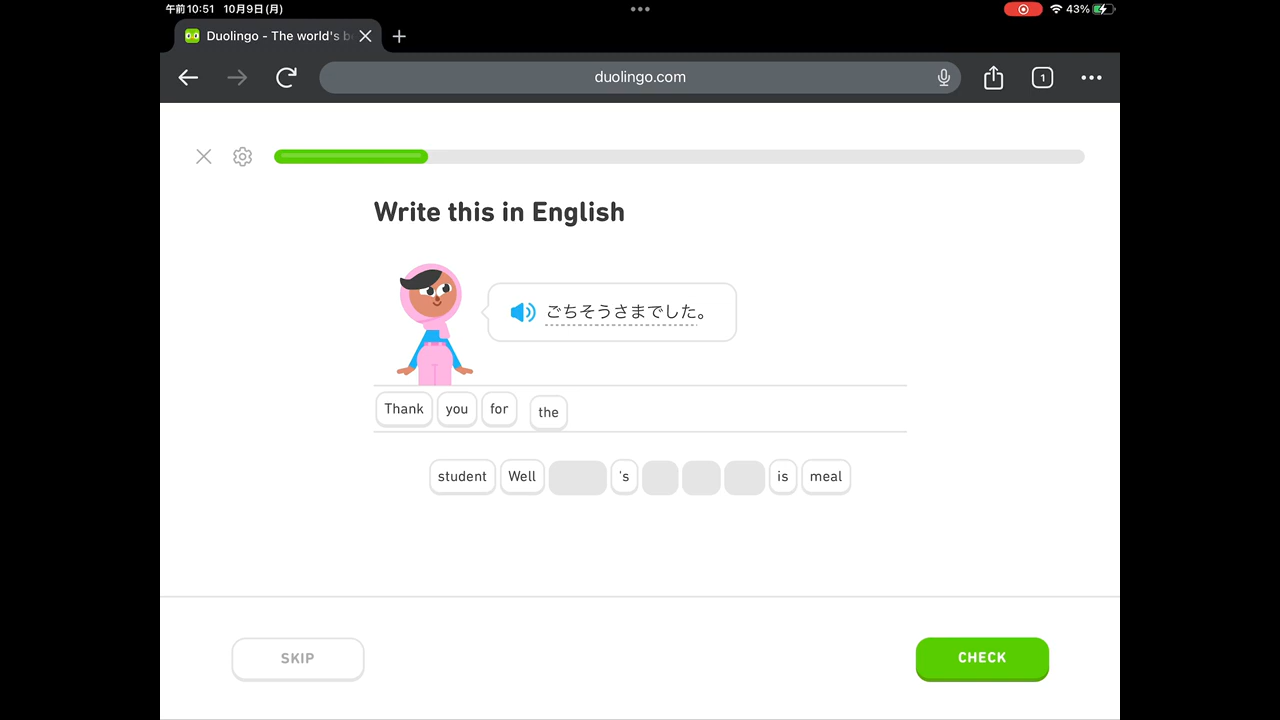 午前10:51 10月9日(月)
43%
Duolingo - The world's b
duolingo.com
1
Write this in English
ごちそうさまでした。
Thank you for the
student Well 's is meal
SKIP
CHECK